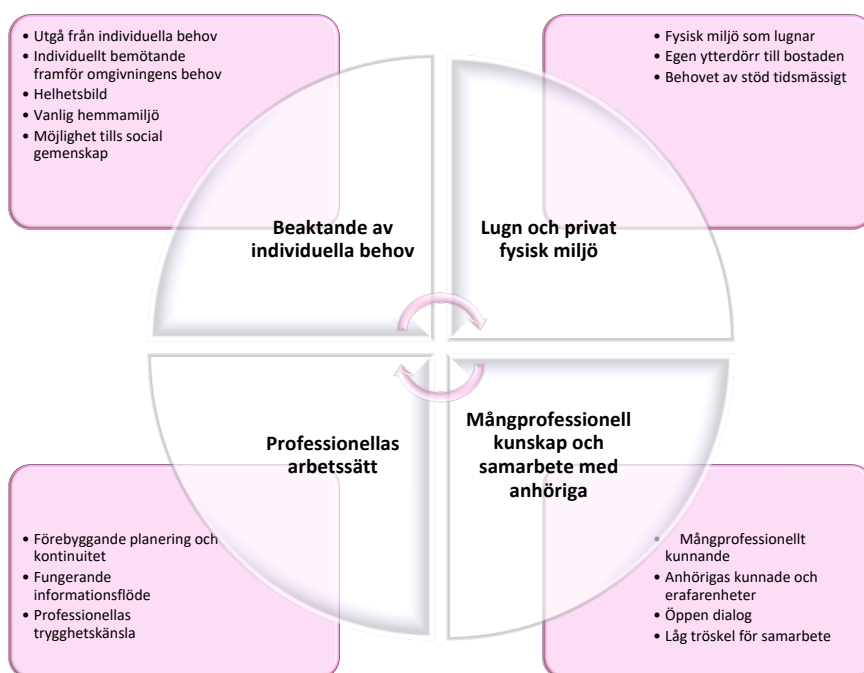 • Utgå från individuella behov
• Individuellt bemötande
framför omgivningens behov
• Helhetsbild
• Vanlig hemmamiljö
• Möjlighet tills social
gemenskap
• Fysisk miljö som lugnar
• Egen ytterdörr till bostaden
• Behovet av stöd tidsmässigt
Beaktande av
individuella behov
Lugn och privat
fysisk miljö
Professionellas
arbetssätt
Mångprofessionell
kunskap och
samarbete med
anhöriga
• Förebyggande planering och
kontinuitet
• Fungerande
informationsflöde
• Professionellas
trygghetskänsla
• Mångprofessionellt
kunnande
• Anhörigas kunnade och
erafarenheter
• Öppen dialog
• Låg tröskel för samarbete